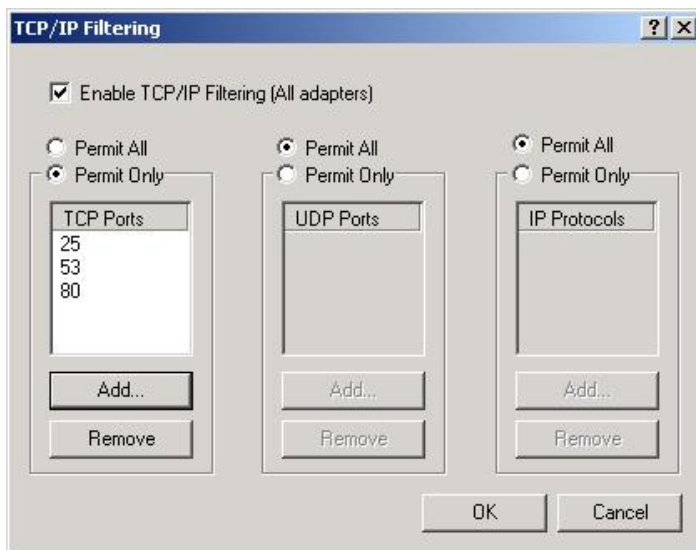 TCP/IP Filtering
Enable TCP/IP Filtering (All adapters)
Permit All
Permit Only
TCP Ports
25
53
80
Add...
Remove
Permit All
Permit Only
UDP Ports
Add...
Remove
Permit All
Permit Only
IP Protocols
Add...
Remove
OK
Cancel